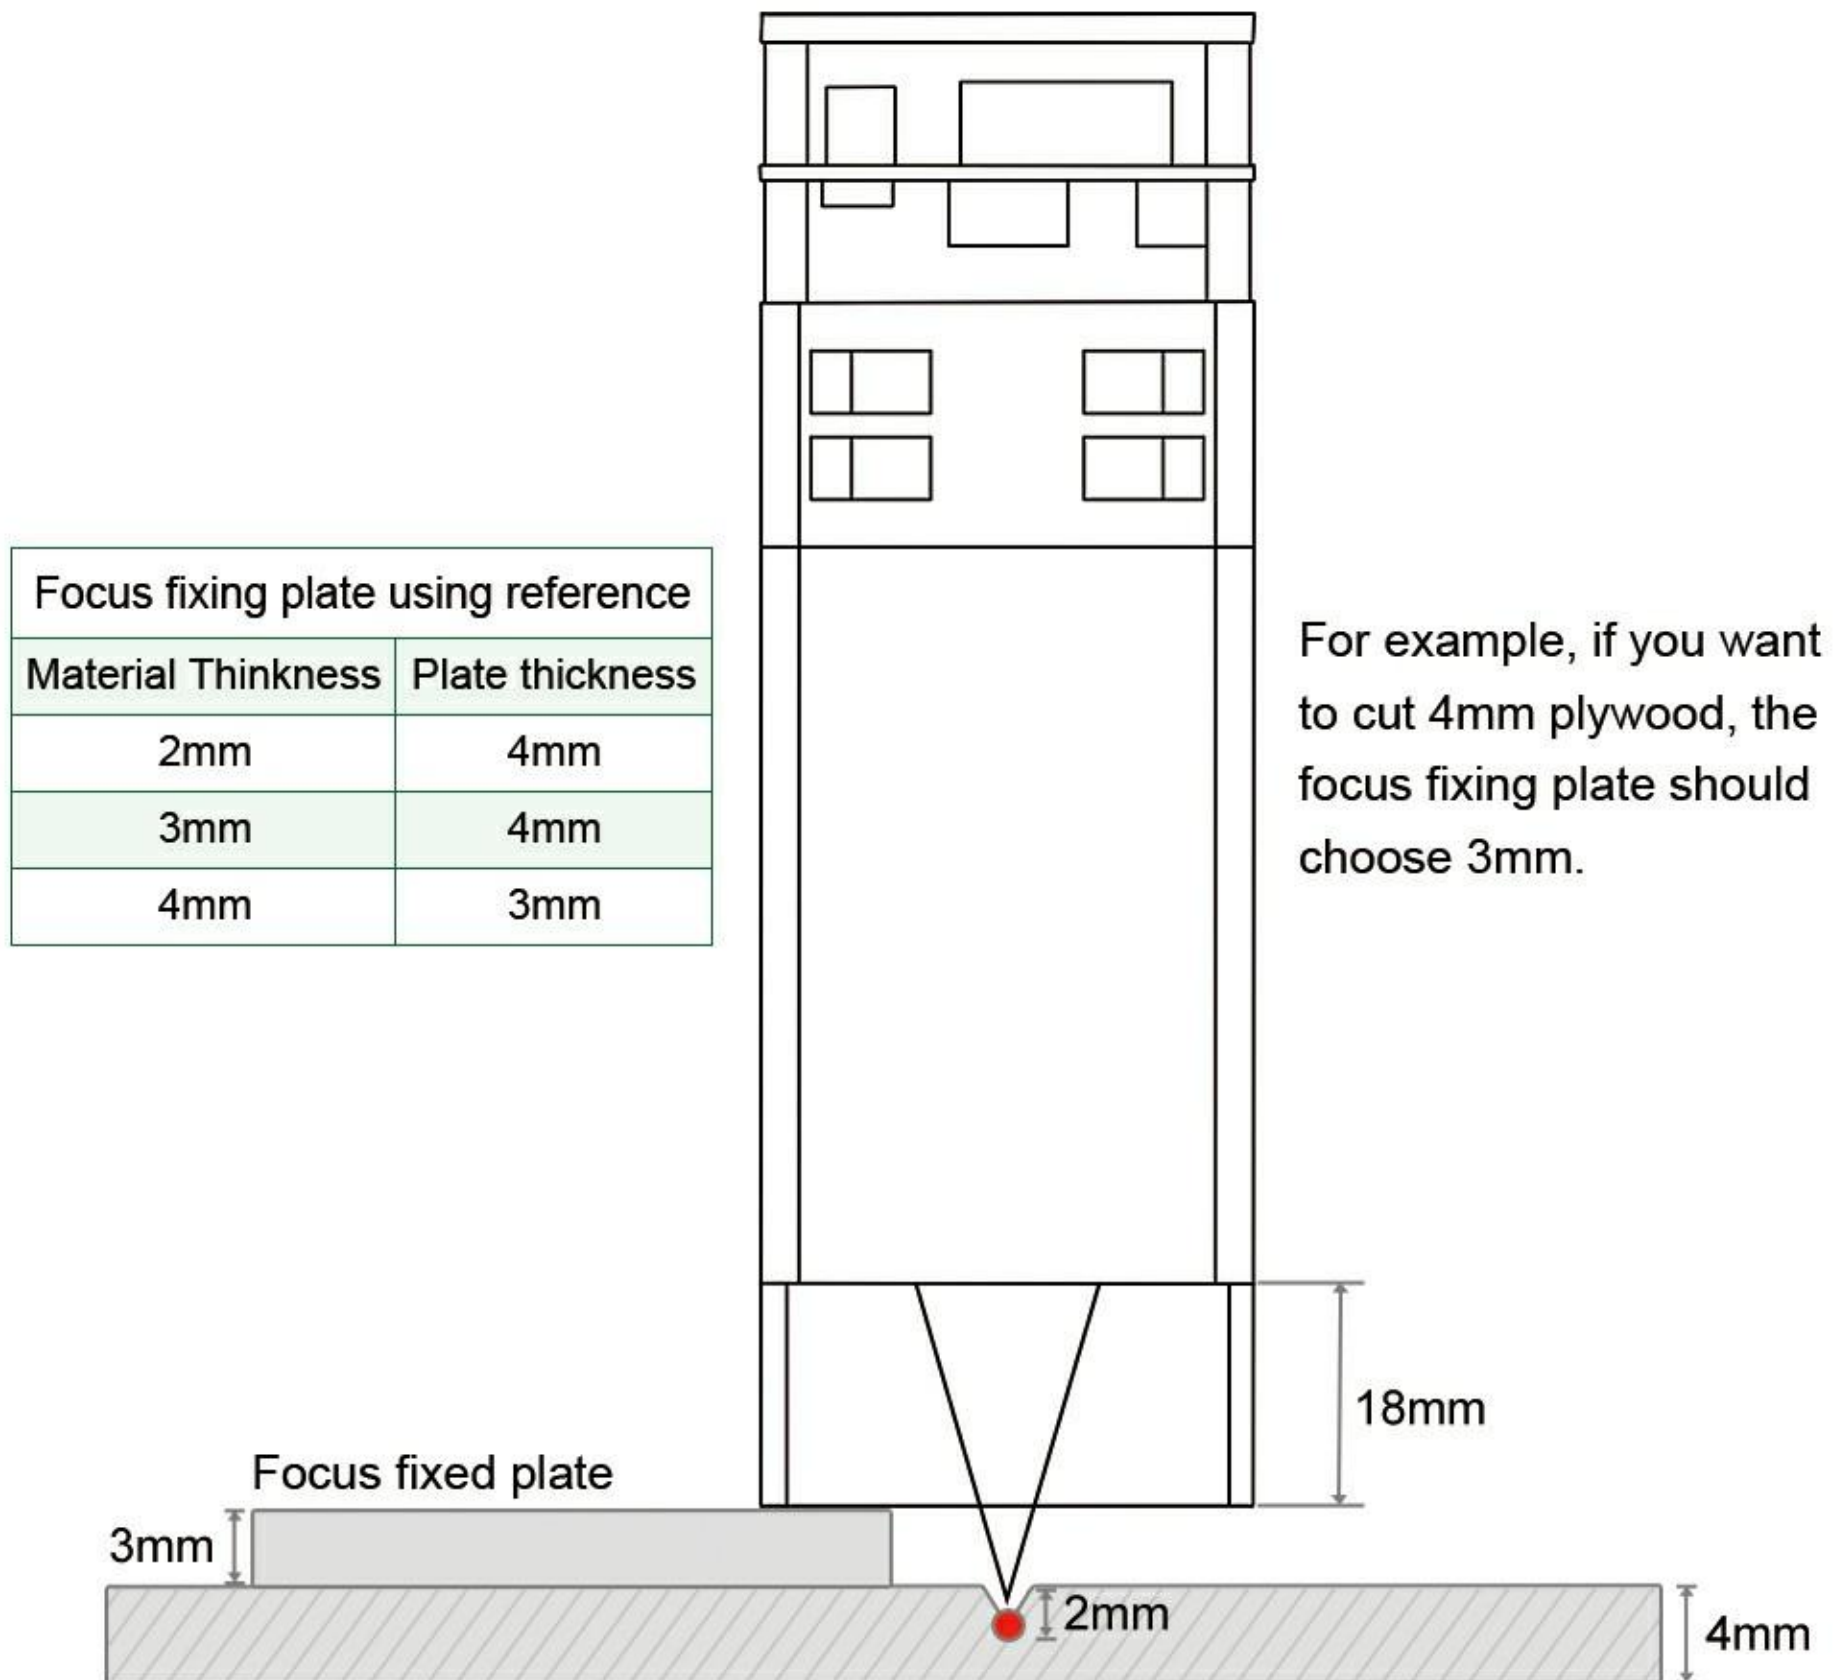 Focus fixing plate using reference
Material Thinkness Plate thickness
2mm 4mm
3mm 4mm
4mm 3mm
For example, if you want
to cut 4mm plywood, the
focus fixing plate should
choose 3mm.
18mm
Focus fixed plate
3mm
2mm
4mm